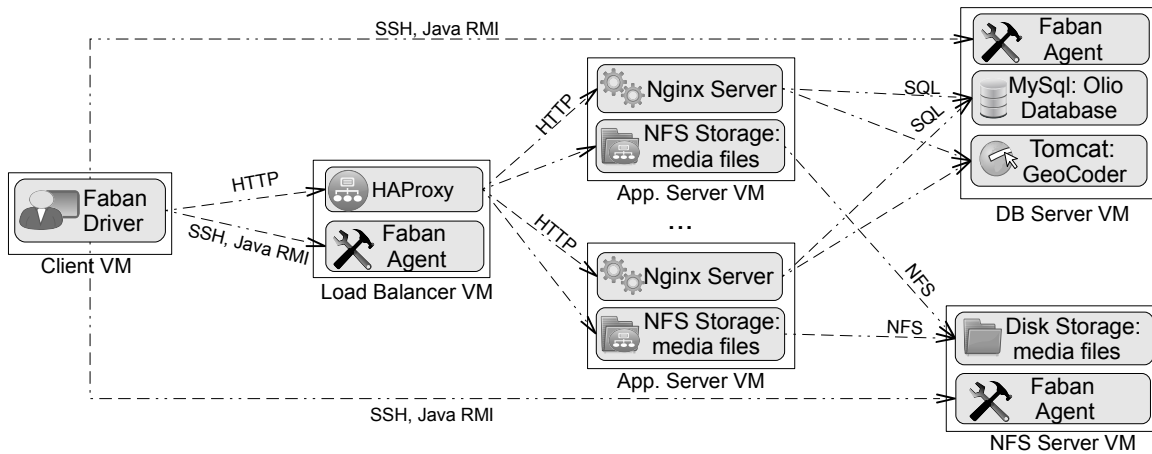 SSH, Java RMI
Faban
Agent
MySql: Olio
Database
Tomcat:
GeoCoder
DB Server VM
SQL
SQL
Nginx Server
NFS Storage:
media files
App. Server VM
...
HTTP
HTTP
HTTP
HAProxy
Faban
Agent
Load Balancer VM
Faban
Driver
Client VM
SSH, Java RMI
Nginx Server
NFS Storage:
media files
App. Server VM
NFS
NFS
Disk Storage:
media files
Faban
Agent
NFS Server VM
SSH, Java RMI